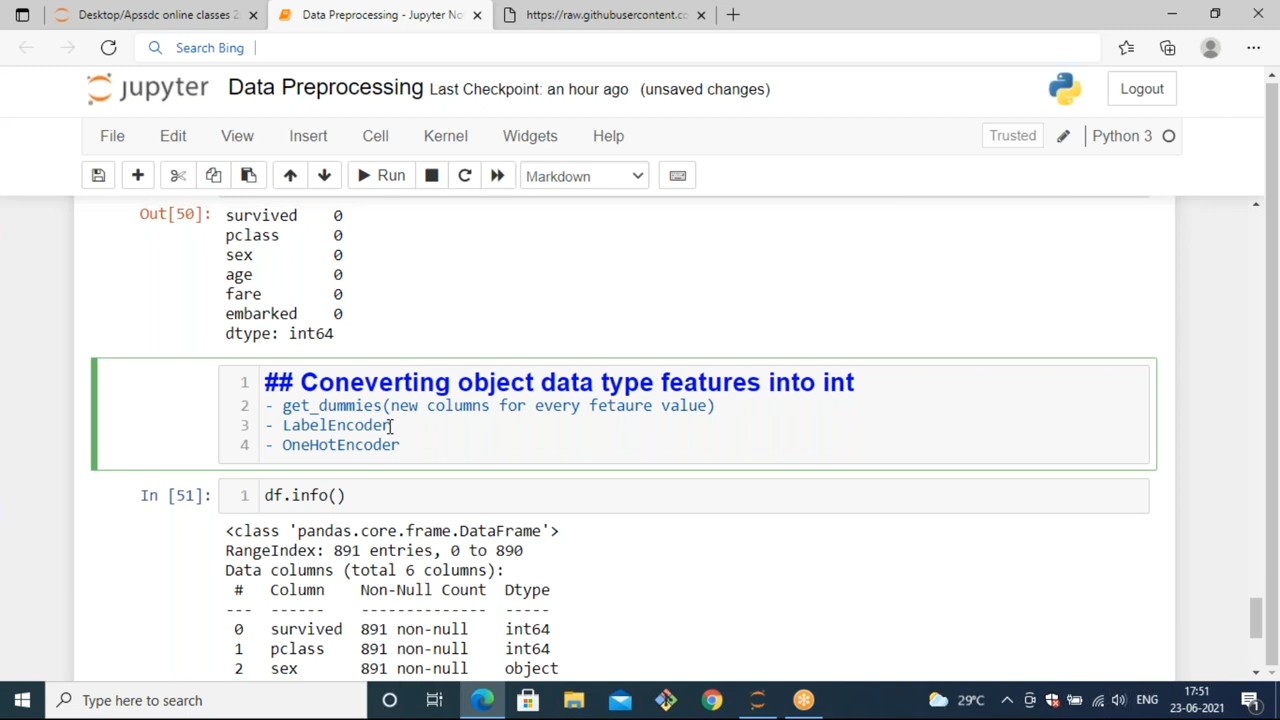 Desktop/Apssdc online classes 2
Data Preprocessing - Jupyter No
https://raw.githubusercontent.co
Search Bing
jupyter
Data Preprocessing Last Checkpoint: an hour ago (unsaved changes)
Logout
File Edit View Insert Cell Kernel Widgets Help
Trusted
Python 3
Run
Markdown
Out[50]:
survived 0
pclass 0
sex 0
age 0
fare 0
embarked 0
dtype: int64
1 ## Coneverting object data type features into int
2 - get_dummies(new columns for every fetaure value)
3 - LabelEncoder
4 - OneHotEncoder
In [51]: 1 df.info()
<class 'pandas.core.frame.DataFrame'>
RangeIndex: 891 entries, 0 to 890
Data columns (total 6 columns):
# Column Non-Null Count Dtype
--- ------ -------------- -----
0 survived 891 non-null int64
1 pclass 891 non-null int64
2 sex 891 non-null object
Type here to search
29°C
ENG
17:51
23-06-2021